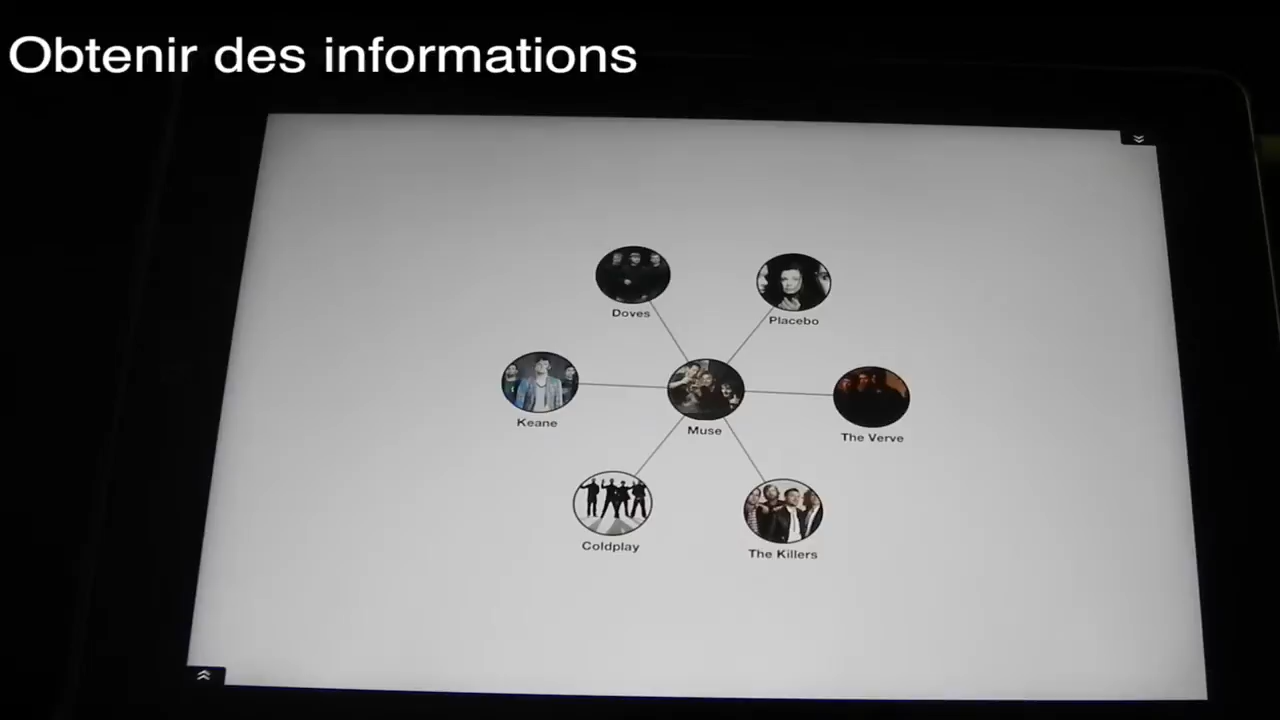 Obtenir des informations
Doves
Placebo
Keane
Muse
The Verve
Coldplay
The Killers